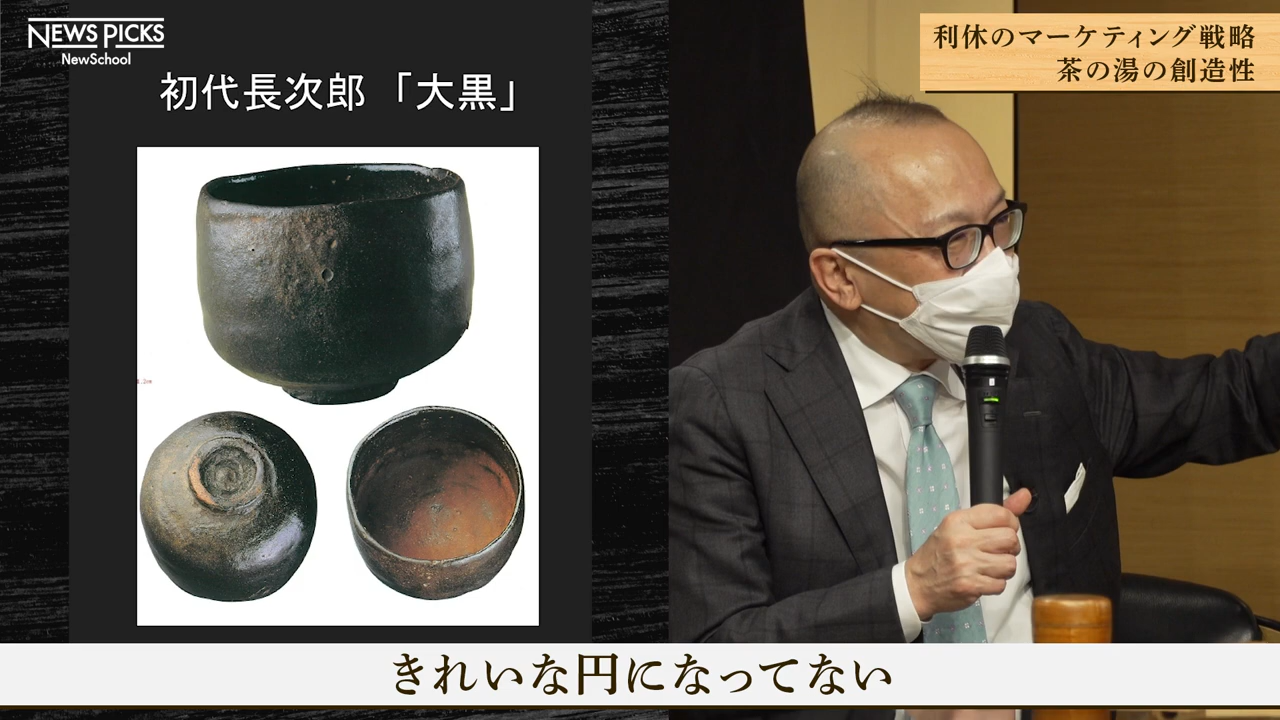 NEWS PICKS
NewSchool
利休のマーケティング戦略
茶の湯の創造性
初代長次郎「大黒」
きれいな円になってない